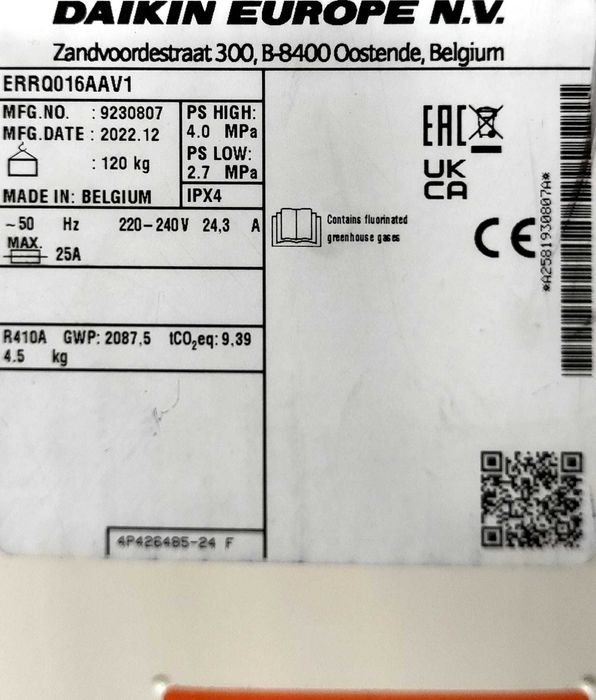 DAIKIN EUROPE N.V.
Zandvoordestraat 300, B-8400 Oostende, Belgium
ERRQ016AAV1
MFG.NO. : 9230807
MFG.DATE : 2022.12
: 120 kg
MADE IN: BELGIUM
PS HIGH:
4.0 MPa
PS LOW:
2.7 MPa
IPX4
~50 Hz 220-240V 24,3 A
MAX.
25A
R410A GWP: 2087,5 tCO2eq: 9,39
4.5 kg
4P426485-24 F
EAC
UK
CA
Contains fluorinated
greenhouse gases
CE
*A2581930807A*